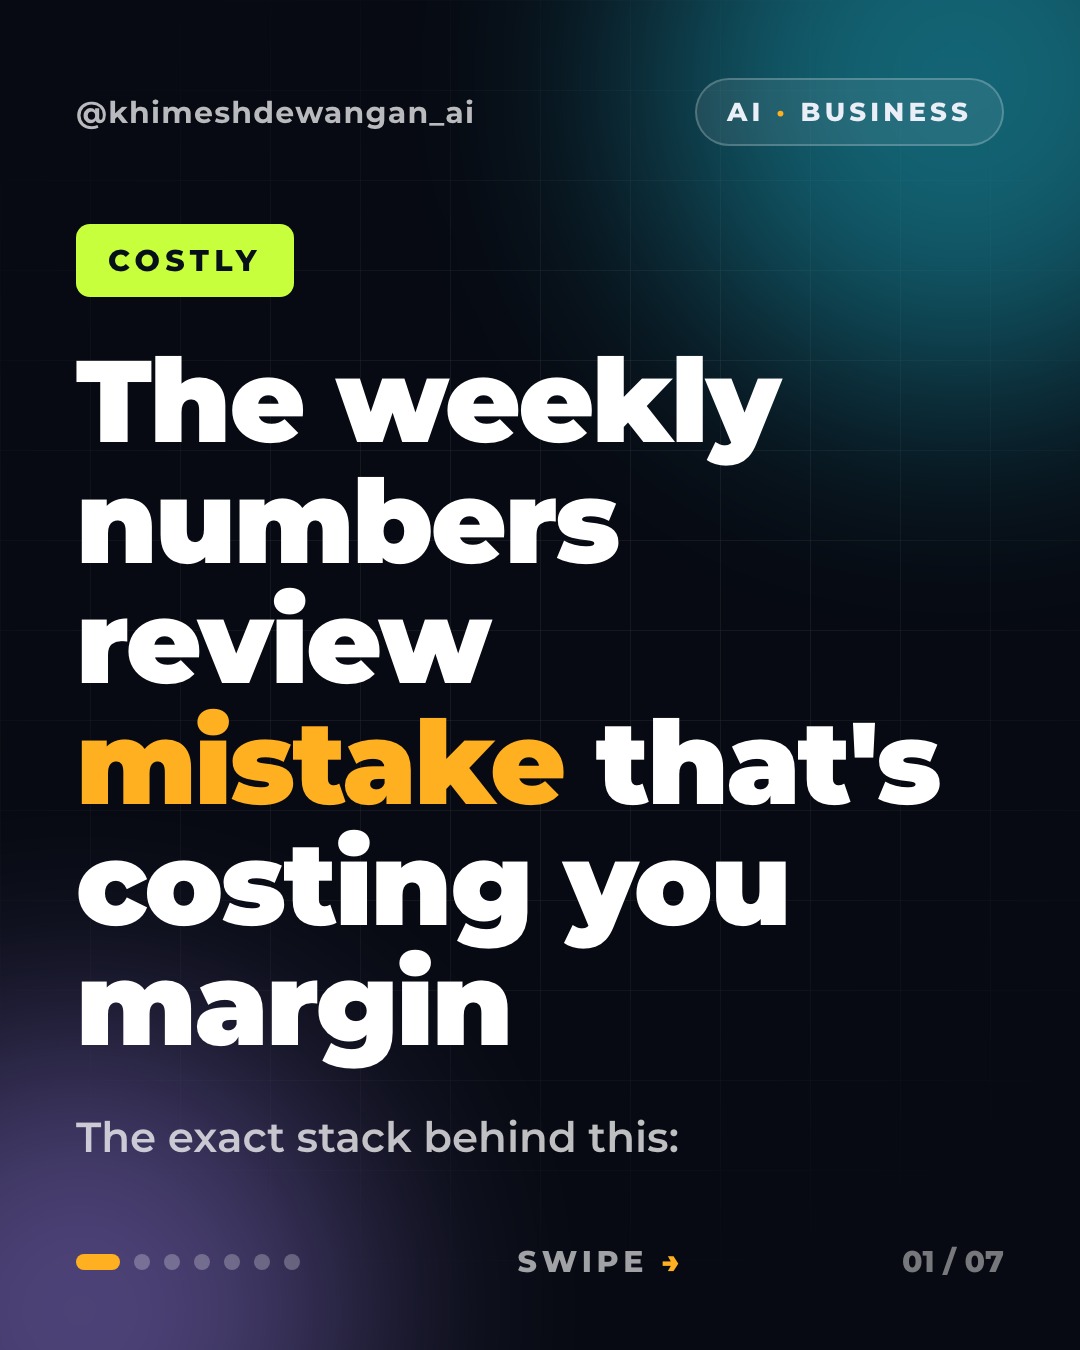 @khimeshdewangan_ai
AI · BUSINESS
COSTLY
The weekly
numbers
review
mistake that's
costing you
margin
The exact stack behind this:
SWIPE →
01 / 07